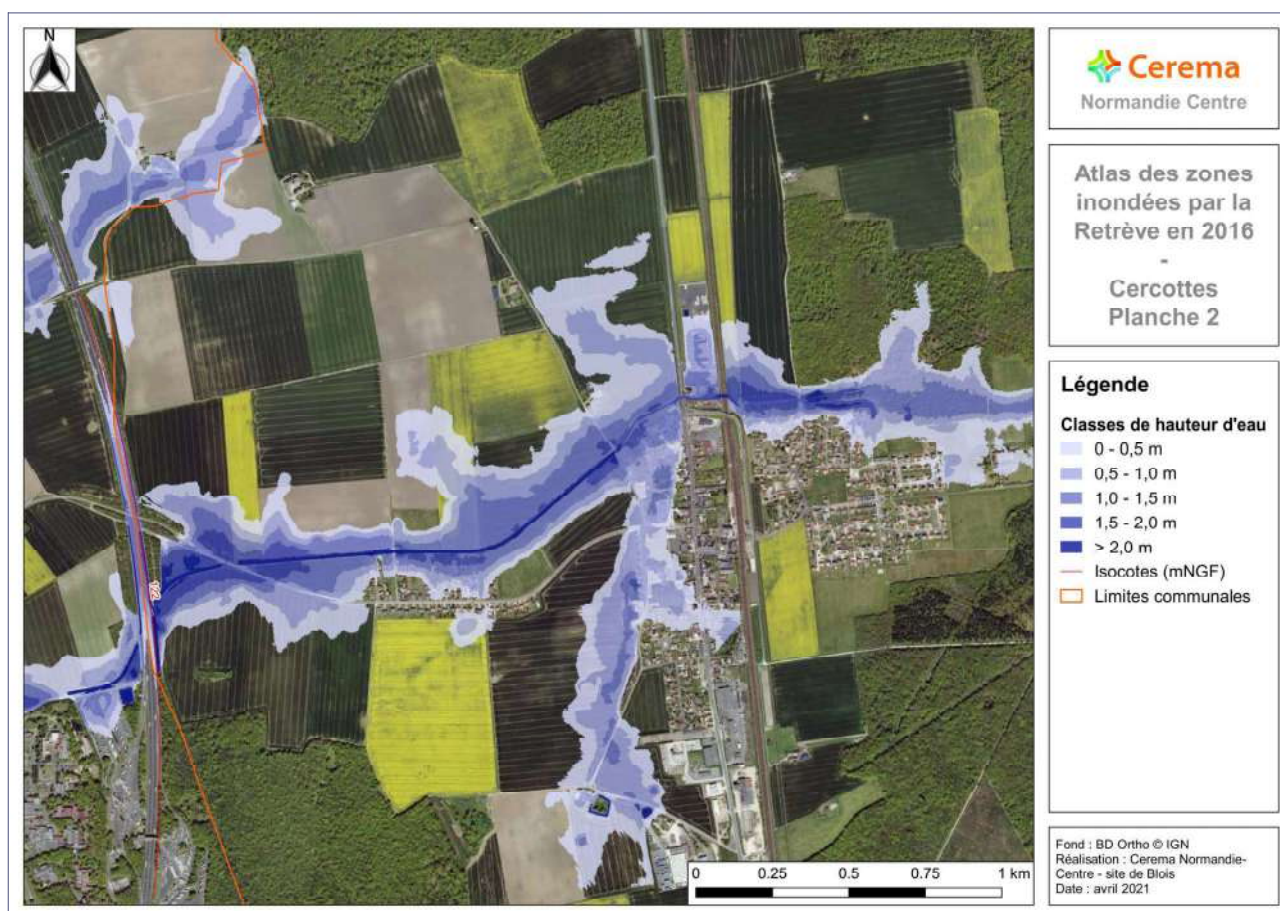 N
122
Cerema
Normandie Centre
Atlas des zones
inondées par la
Retrève en 2016
-
Cercottes
Planche 2
Légende
Classes de hauteur d'eau
0 - 0,5 m
0,5 - 1,0 m
1,0 - 1,5 m
1,5 - 2,0 m
> 2,0 m
Isocotes (mNGF)
Limites communales
0 0,25 0,5 0,75 1 km
Fond : BD Ortho © IGN
Réalisation : Cerema Normandie-
Centre - site de Blois
Date : avril 2021